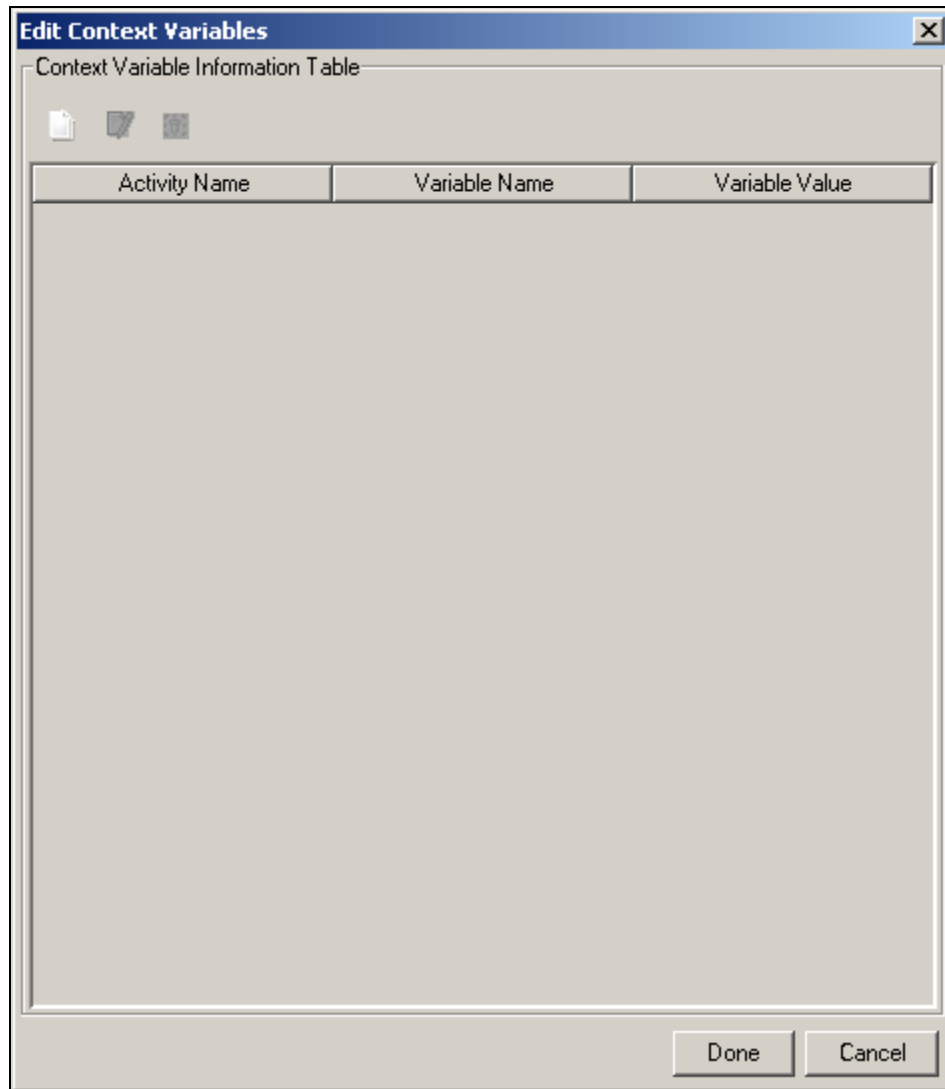 Edit Context Variables
Context Variable Information Table
Activity Name Variable Name Variable Value
Done Cancel